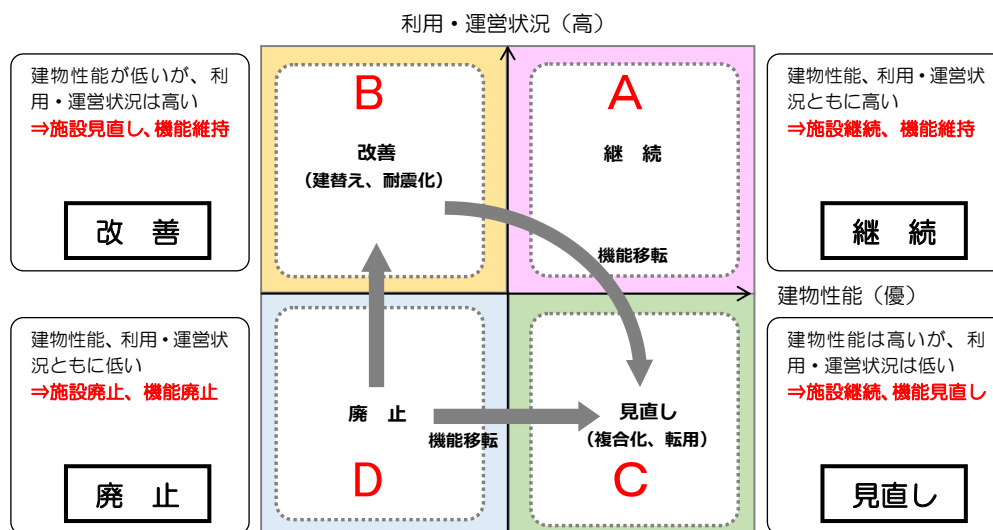 利用・運営状況（高）
建物性能が低いが、利
用・運営状況は高い
⇒施設見直し、機能維持
改 善
B
改善
（建替え、耐震化）
A
継 続
機能移転
建物性能、利用・運営状
況ともに高い
⇒施設継続、機能維持
継 続
建物性能（優）
建物性能、利用・運営状
況ともに低い
⇒施設廃止、機能廃止
廃 止
廃 止
機能移転
D
見直し
（複合化、転用）
C
建物性能は高いが、利
用・運営状況は低い
⇒施設継続、機能見直し
見直し